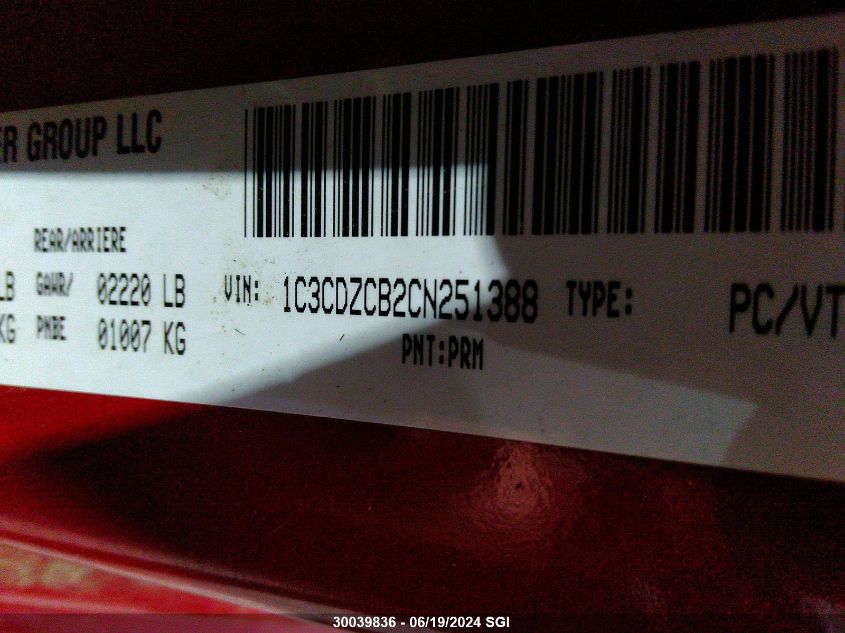 ER GROUP LLC
REAR/ARRIERE
LB GAWR/ 02220 LB VIN: 1C3CDZCB2CN251388 TYPE: PC/VT
KG PNBE 01007 KG PNT:PRM
30039836 - 06/19/2024 SGI